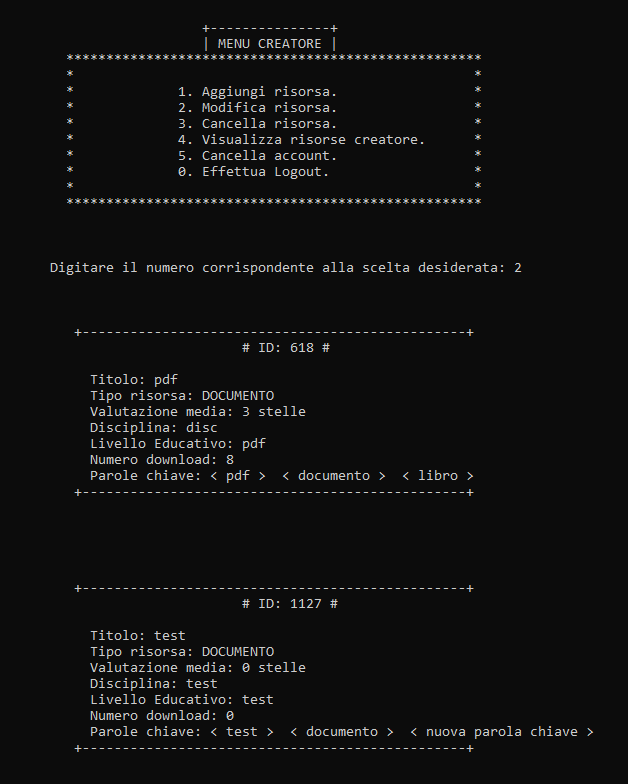 +---------------+
| MENU CREATORE |
****************************************************
* *
* 1. Aggiungi risorsa. *
* 2. Modifica risorsa. *
* 3. Cancella risorsa. *
* 4. Visualizza risorse creatore. *
* 5. Cancella account. *
* 0. Effettua Logout. *
* *
****************************************************
Digitare il numero corrispondente alla scelta desiderata: 2
+------------------------------------------------+
# ID: 618 #
Titolo: pdf
Tipo risorsa: DOCUMENTO
Valutazione media: 3 stelle
Disciplina: disc
Livello Educativo: pdf
Numero download: 8
Parole chiave: < pdf > < documento > < libro >
+------------------------------------------------+
+------------------------------------------------+
# ID: 1127 #
Titolo: test
Tipo risorsa: DOCUMENTO
Valutazione media: 0 stelle
Disciplina: test
Livello Educativo: test
Numero download: 0
Parole chiave: < test > < documento > < nuova parola chiave >
+------------------------------------------------+